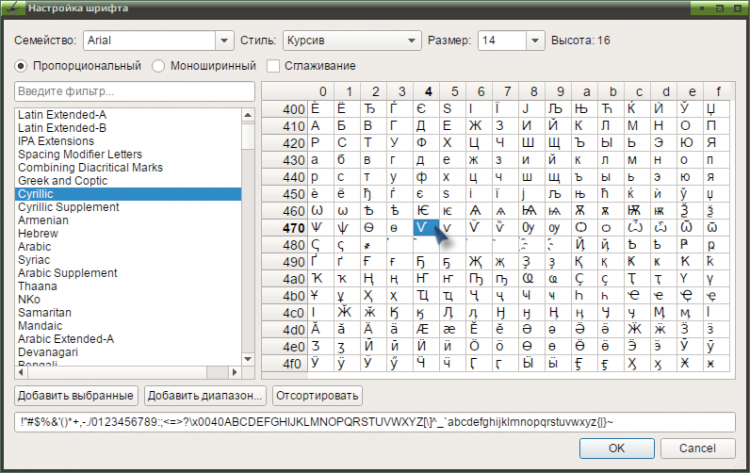 Настройка шрифта
Семейство: Arial Стиль: Курсив Размер: 14 Высота: 16
Пропорциональный Моноширинный Сглаживание
Введите фильтр...
Latin Extended-A
Latin Extended-B
IPA Extensions
Spacing Modifier Letters
Combining Diacritical Marks
Greek and Coptic
Cyrillic
Cyrillic Supplement
Armenian
Hebrew
Arabic
Syriac
Arabic Supplement
Thaana
NKo
Samaritan
Mandaic
Arabic Extended-A
Devanagari
Bengali
0 1 2 3 4 5 6 7 8 9 a b c d e f
400 Ѐ Ё Ђ Ѓ Є Ѕ І Ї Ј Љ Њ Ћ Ќ Ѝ Ў Џ
410 А Б В Г Д Е Ж З И Й К Л М Н О П
420 Р С Т У Ф Х Ц Ч Ш Щ Ъ Ы Ь Э Ю Я
430 а б в г д е ж з и й к л м н о п
440 р с т у ф х ц ч ш щ ъ ы ь э ю я
450 ѐ ё ђ ѓ є ѕ і ї ј љ њ ћ ќ ѝ ў џ
460 Ѡ ѡ Ѣ ѣ Ѥ ѥ Ѧ ѧ Ѩ ѩ Ѫ ѫ Ѭ ѭ Ѯ ѯ
470 Ѱ ѱ Ѳ ѳ Ѵ ѵ Ѷ ѷ Ѹ ѹ Ѻ ѻ Ѽ ѽ Ѿ ѿ
480 Ҁ ҁ ҂ ҃ ҄ ҅ ҆ ҇ ҈ ҉ Ҋ ҋ Ҍ ҍ Ҏ ҏ
490 Ґ ґ Ғ ғ Ҕ ҕ Җ җ Ҙ ҙ Қ қ Ҝ ҝ Ҟ ҟ
4a0 Ҡ ҡ Ң ң Ҥ ҥ Ҧ ҧ Ҩ ҩ Ҫ ҫ Ҭ ҭ Ү ү
4b0 Ұ ұ Ҳ ҳ Ҵ ҵ Ҷ ҷ Ҹ ҹ Һ һ Ҽ ҽ Ҿ ҿ
4c0 Ӏ Ӂ ӂ Ӄ ӄ Ӆ ӆ Ӈ ӈ Ӊ ӊ Ӌ ӌ Ӎ ӎ ӏ
4d0 Ӑ ӑ Ӓ ӓ Ӕ ӕ Ӗ ӗ Ә ә Ӛ ӛ Ӝ ӝ Ӟ ӟ
4e0 Ӡ ӡ Ӣ ӣ Ӥ ӥ Ӧ ӧ Ө ө Ӫ ӫ Ӭ ӭ Ӯ ӯ
4f0 Ӱ ӱ Ӳ ӳ Ӵ ӵ Ӷ ӷ Ӹ ӹ Ӻ ӻ Ӽ ӽ Ӿ ӿ
Добавить выбранные Добавить диапазон... Отсортировать
!"#$%&'()*+,-./0123456789:;<=>?\x0040ABCDEFGHIJKLMNOPQRSTUVWXYZ[\]^_`abcdefghijklmnopqrstuvwxyz{|}~
OK Cancel